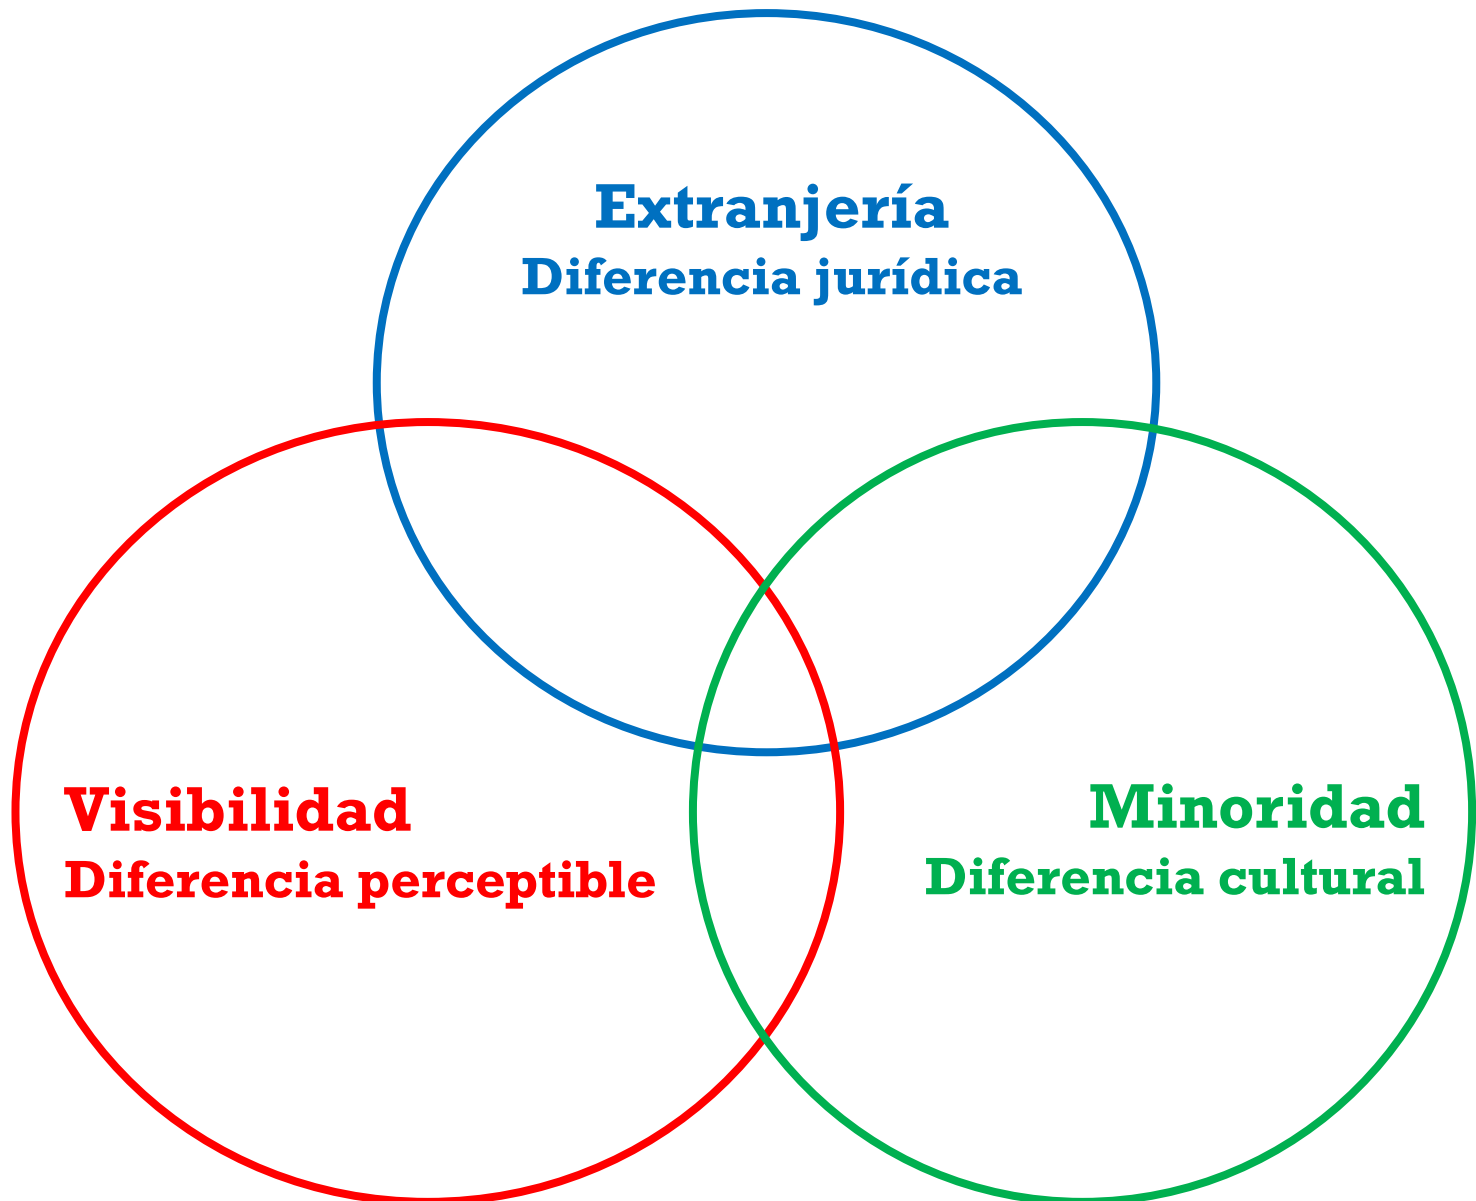 Extranjería
Diferencia jurídica
Visibilidad
Diferencia perceptible
Minoridad
Diferencia cultural